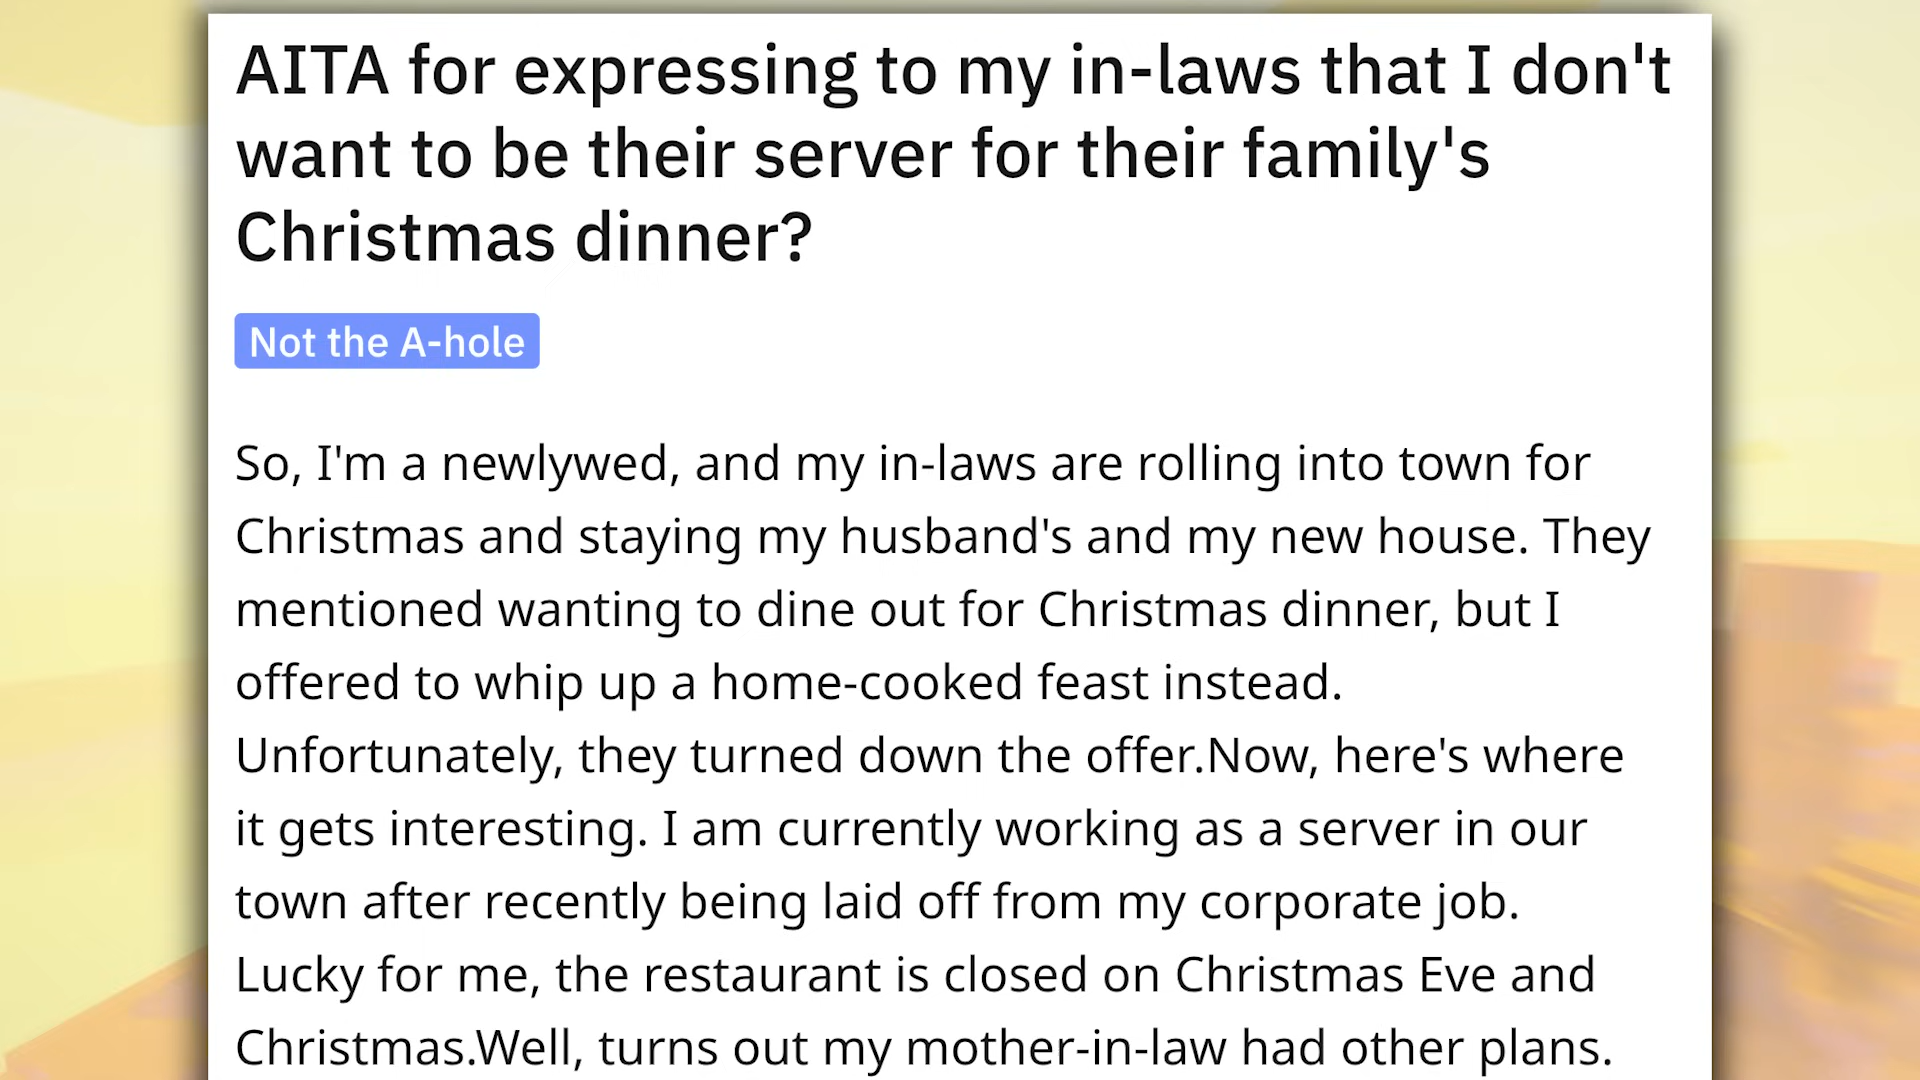 AITA for expressing to my in-laws that I don't
want to be their server for their family's
Christmas dinner?
Not the A-hole
So, I'm a newlywed, and my in-laws are rolling into town for
Christmas and staying my husband's and my new house. They
mentioned wanting to dine out for Christmas dinner, but I
offered to whip up a home-cooked feast instead.
Unfortunately, they turned down the offer.Now, here's where
it gets interesting. I am currently working as a server in our
town after recently being laid off from my corporate job.
Lucky for me, the restaurant is closed on Christmas Eve and
Christmas.Well, turns out my mother-in-law had other plans.